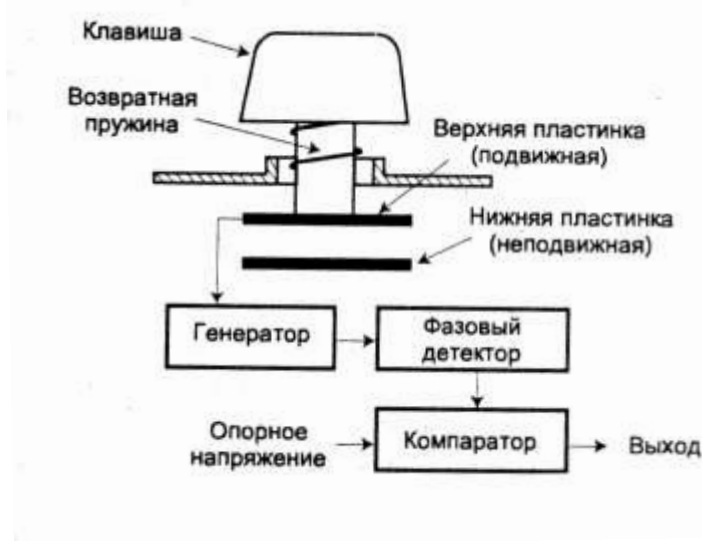 Клавиша
Возвратная
пружина
Верхняя пластинка
(подвижная)
Нижняя пластинка
(неподвижная)
Генератор
Фазовый
детектор
Опорное
напряжение
Компаратор
Выход